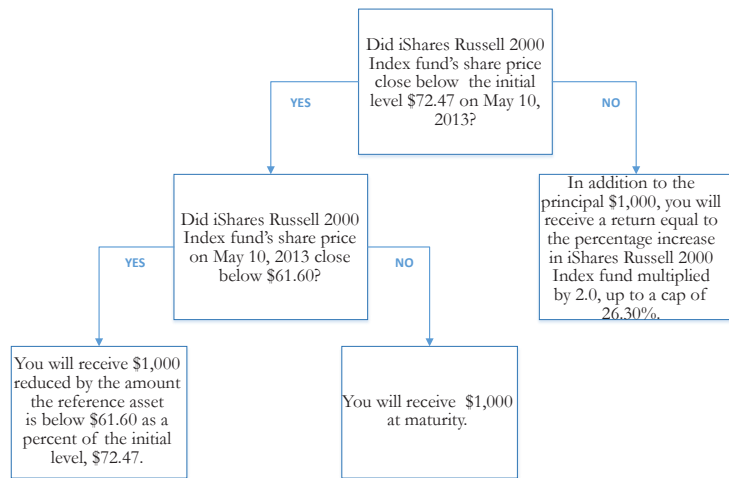 Did iShares Russell 2000
Index fund's share price
close below the initial
level $72.47 on May 10,
2013?
YES
NO
Did iShares Russell 2000
Index fund's share price
on May 10, 2013 close
below $61.60?
In addition to the
principal $1,000, you will
receive a return equal to
the percentage increase
in iShares Russell 2000
Index fund multiplied
by 2.0, up to a cap of
26.30%.
YES
NO
You will receive $1,000
reduced by the amount
the reference asset
is below $61.60 as a
percent of the initial
level, $72.47.
You will receive $1,000
at maturity.